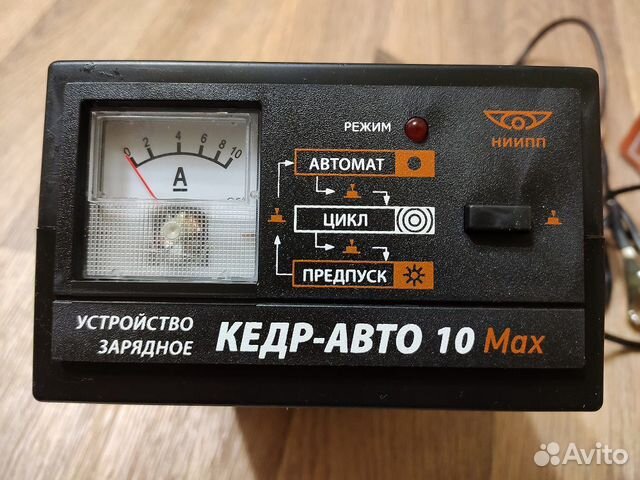 РЕЖИМ
НИИПП
0 2 4 6 8 10
A
АВТОМАТ
ЦИКЛ
ПРЕДПУСК
УСТРОЙСТВО
ЗАРЯДНОЕ
КЕДР-АВТО 10 Max
Avito